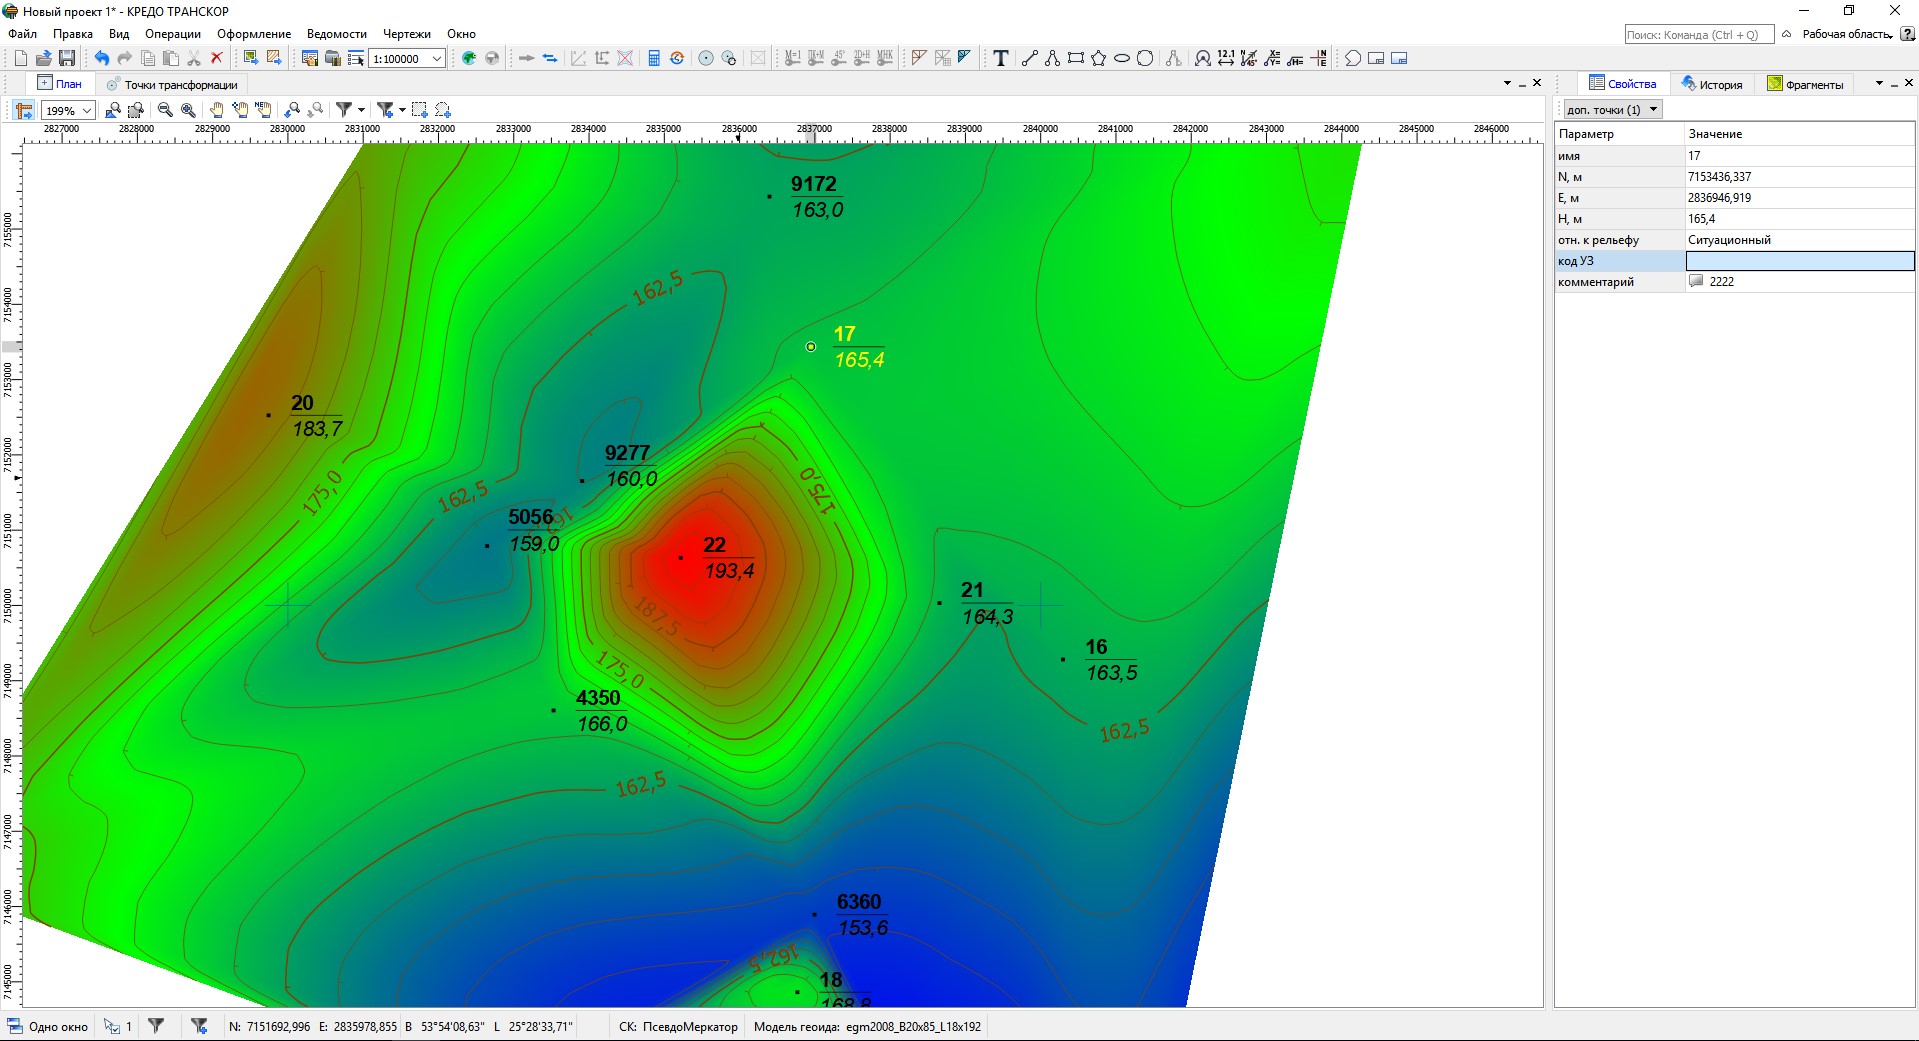 Новый проект 1* - КРЕДО ТРАНСКОР
Файл Правка Вид Операции Оформление Ведомости Чертежи Окно
Поиск: Команда (Ctrl + Q) Рабочая область
1:100000
План Точки трансформации
199%
2827000 2828000 2829000 2830000 2831000 2832000 2833000 2834000 2835000 2836000 2837000 2838000 2839000 2840000 2841000 2842000 2843000 2844000 2845000 2846000
7155000
7154000
7153000
7152000
7151000
7150000
7149000
7148000
7147000
7146000
7145000
9172
163,0
162,5
17
165,4
20
183,7
175,0
9277
160,0
175,0
162,5
5056
159,0
22
193,4
187,5
21
164,3
16
163,5
175,0
4350
166,0
162,5
162,5
6360
153,6
162,5
18
168,8
Свойства История Фрагменты
доп. точки (1)
Параметр Значение
имя 17
N, м 7153436,337
E, м 2836946,919
H, м 165,4
отн. к рельефу Ситуационный
код УЗ
комментарий 2222
Одно окно 1 N: 7151692,996 E: 2835978,855 B 53°54'08,63" L 25°28'33,71" СК: ПсевдоМеркатор Модель геоида: egm2008_B20x85_L18x192